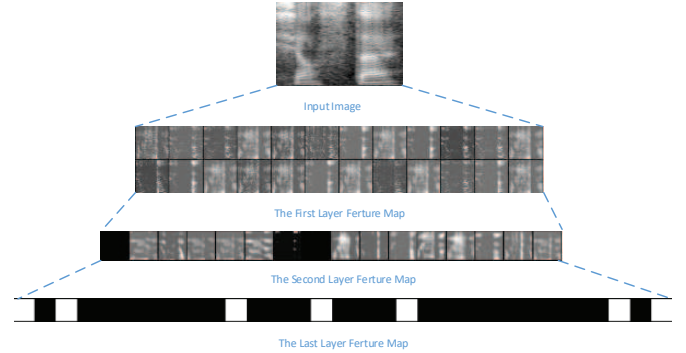 Input Image
The First Layer Ferture Map
The Second Layer Ferture Map
The Last Layer Ferture Map